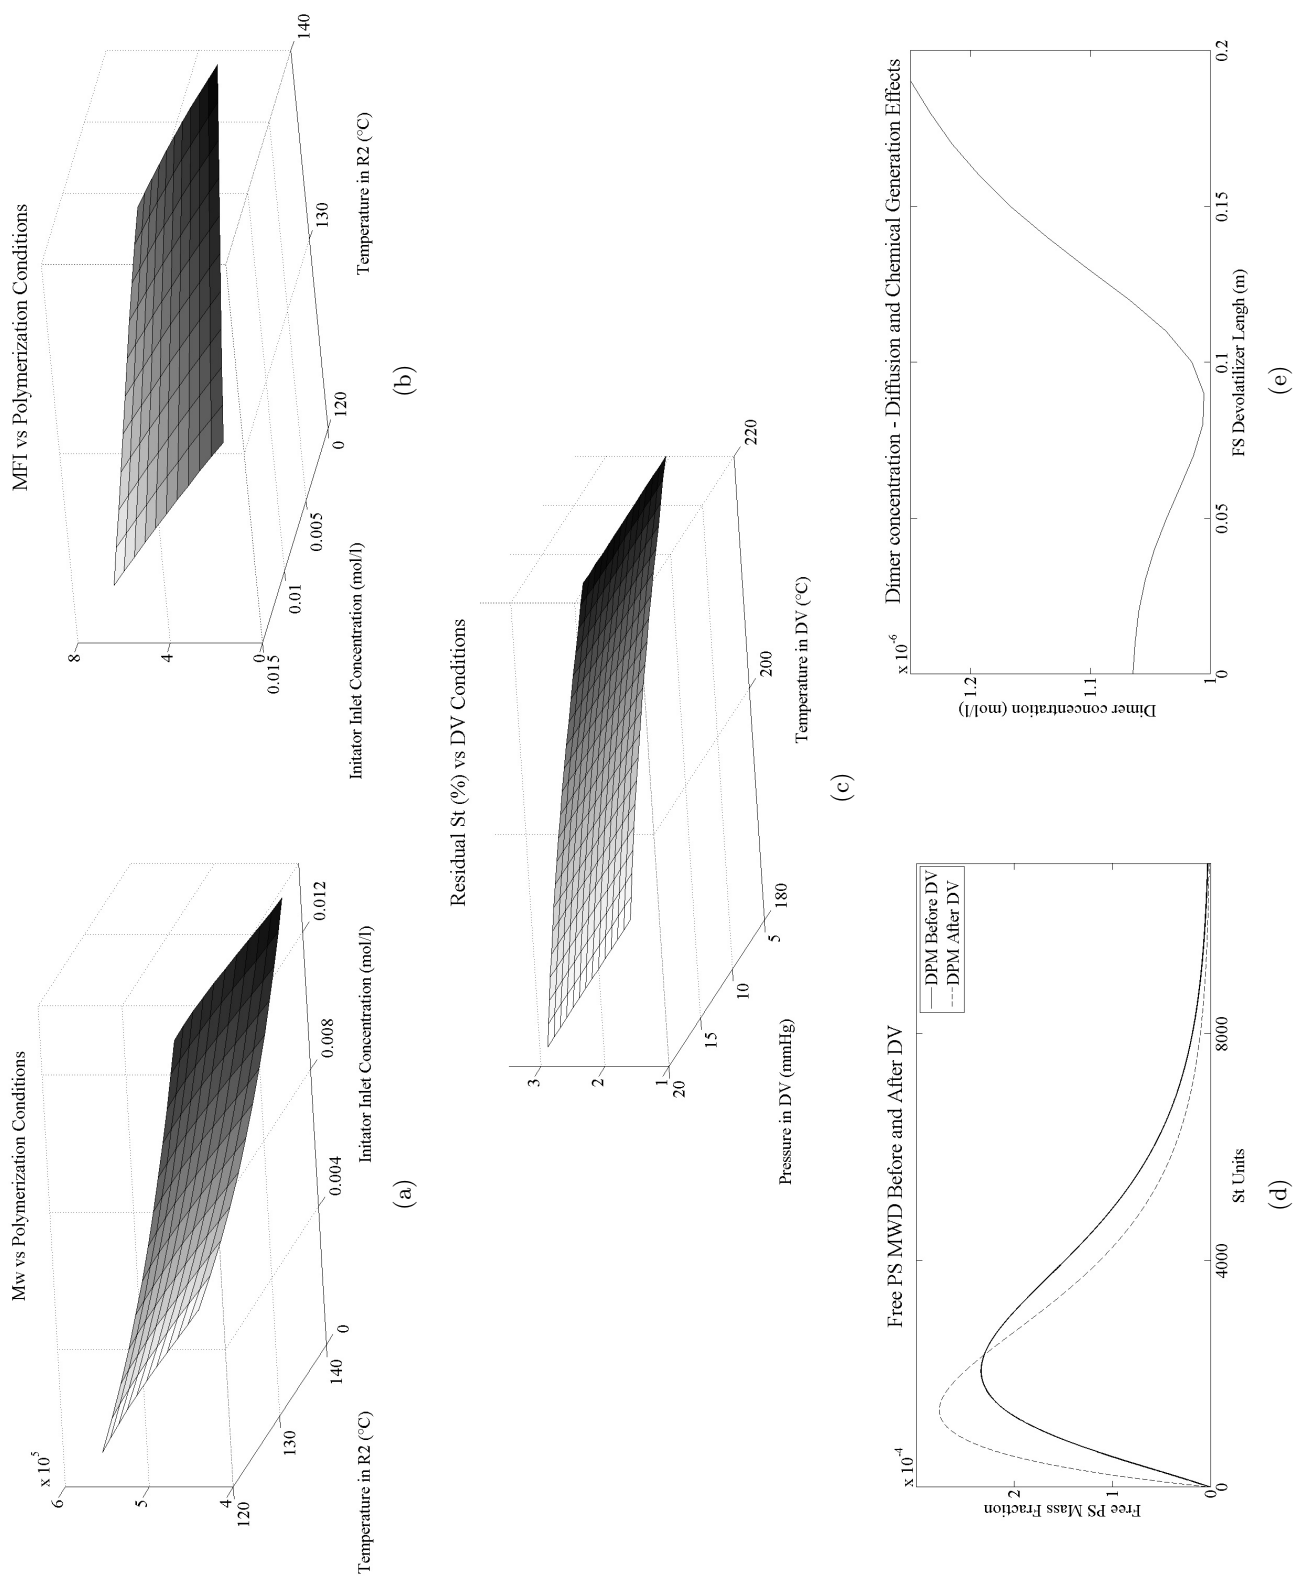 Mw vs Polymerization Conditions
x 10^5
6
5
4
120
130
140
0
0.004
0.008
0.012
Temperature in R2 (°C)
Initator Inlet Concentration (mol/l)
(a)
MFI vs Polymerization Conditions
8
4
0
0.015
0.01
0.005
0
120
130
140
Initator Inlet Concentration (mol/l)
Temperature in R2 (°C)
(b)
Residual St (%) vs DV Conditions
3
2
1
20
15
10
5
180
200
220
Pressure in DV (mmHg)
Temperature in DV (°C)
(c)
Free PS MWD Before and After DV
x 10^-4
2
1
0
0
4000
8000
Free PS Mass Fraction
St Units
DPM Before DV
DPM After DV
(d)
Dimer concentration - Diffusion and Chemical Generation Effects
x 10^-6
1.2
1.1
1
0
0.05
0.1
0.15
0.2
Dimer concentration (mol/l)
FS Devolatilizer Lengh (m)
(e)